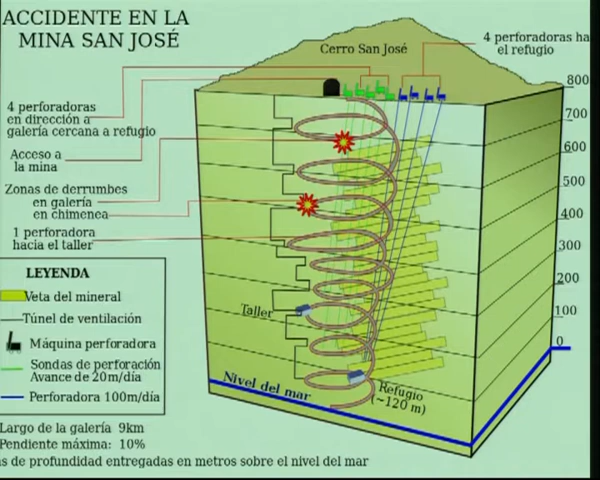 ACCIDENTE EN LA
MINA SAN JOSÉ
Cerro San José
4 perforadoras ha
el refugio
4 perforadoras
en dirección a
galería cercana a refugio
Acceso a
la mina
Zonas de derrumbes
en galería
en chimenea
1 perforadora
hacia el taller
800
700
600
500
400
300
200
100
0
LEYENDA
Veta del mineral
Túnel de ventilación
Máquina perforadora
Sondas de perforación
Avance de 20m/día
Perforadora 100m/día
Taller
Nivel del mar
Refugio
(~120 m)
Largo de la galería 9km
Pendiente máxima: 10%
s de profundidad entregadas en metros sobre el nivel del mar